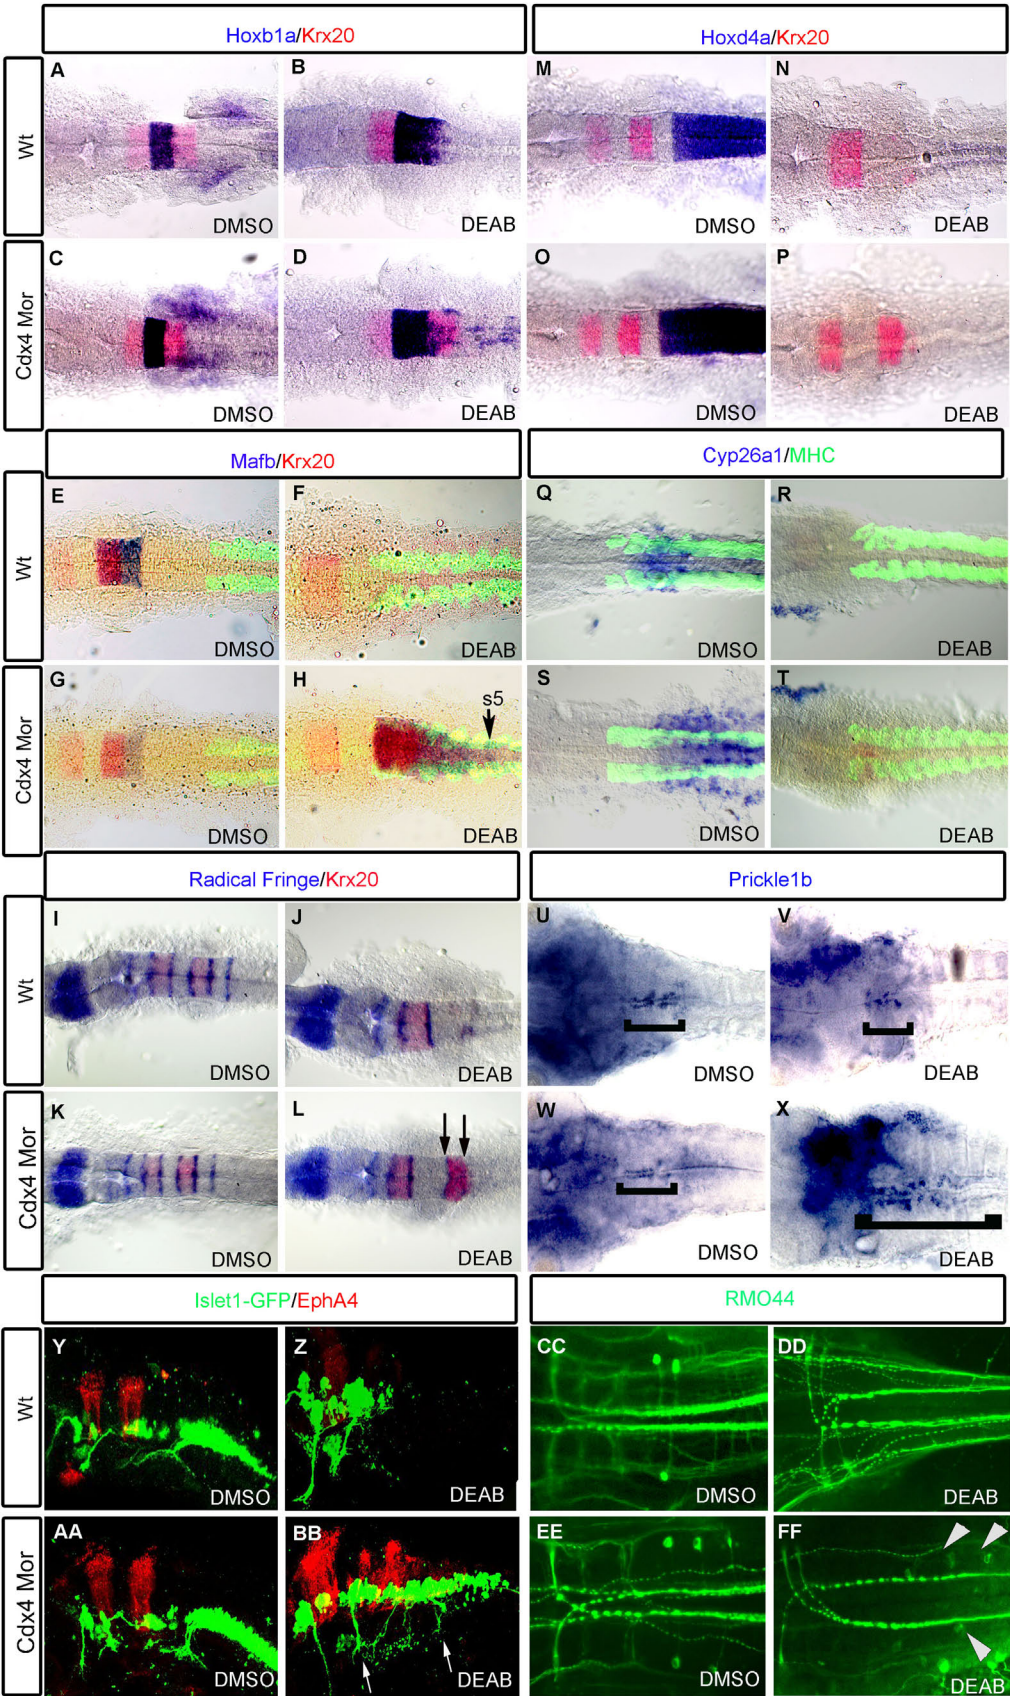 Hoxb1a/Krx20
Hoxd4a/Krx20
Wt
A
DMSO
B
DEAB
M
DMSO
N
DEAB
Cdx4 Mor
C
DMSO
D
DEAB
O
DMSO
P
DEAB
Mafb/Krx20
Cyp26a1/MHC
Wt
E
DMSO
F
DEAB
Q
DMSO
R
DEAB
Cdx4 Mor
G
DMSO
H
s5
DEAB
S
DMSO
T
DEAB
Radical Fringe/Krx20
Prickle1b
Wt
I
DMSO
J
DEAB
U
DMSO
V
DEAB
Cdx4 Mor
K
DMSO
L
DEAB
W
DMSO
X
DEAB
Islet1-GFP/EphA4
RMO44
Wt
Y
DMSO
Z
DEAB
CC
DMSO
DD
DEAB
Cdx4 Mor
AA
DMSO
BB
DEAB
EE
DMSO
FF
DEAB